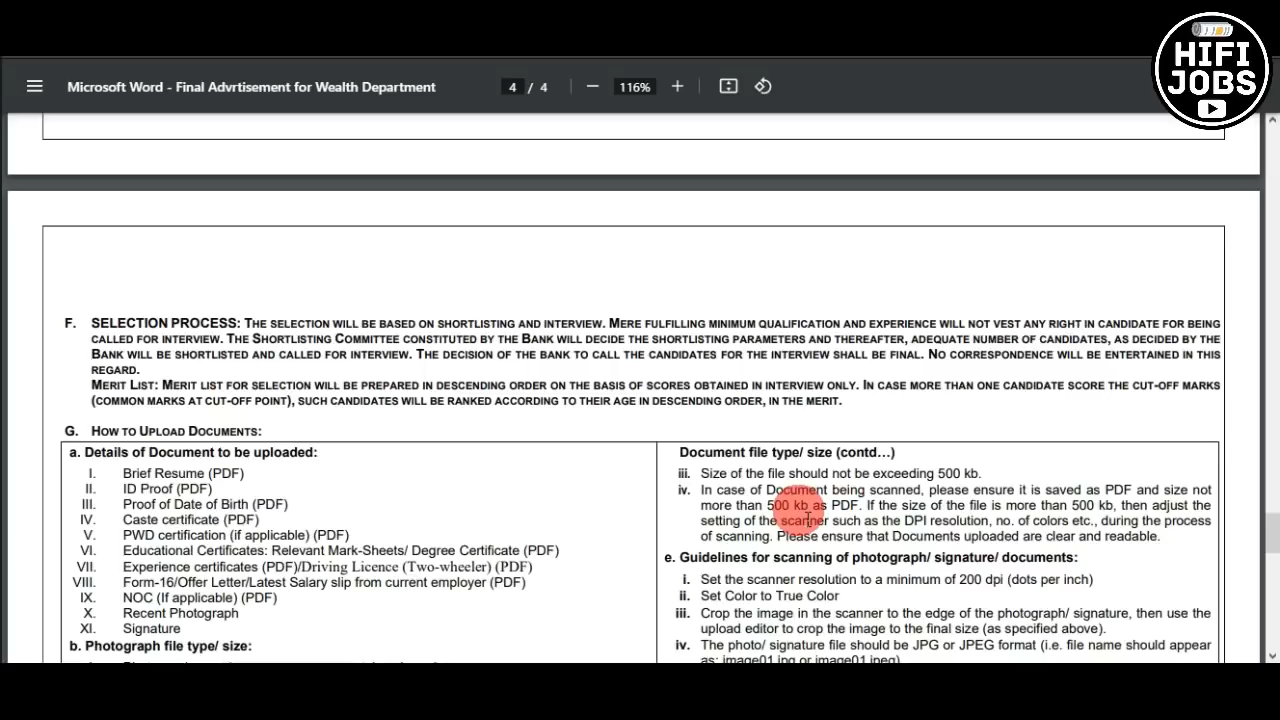 HIFI
JOBS
Microsoft Word - Final Advrtisement for Wealth Department
4 / 4
116%
F. SELECTION PROCESS: THE SELECTION WILL BE BASED ON SHORTLISTING AND INTERVIEW. MERE FULFILLING MINIMUM QUALIFICATION AND EXPERIENCE WILL NOT VEST ANY RIGHT IN CANDIDATE FOR BEING
CALLED FOR INTERVIEW. THE SHORTLISTING COMMITTEE CONSTITUTED BY THE BANK WILL DECIDE THE SHORTLISTING PARAMETERS AND THEREAFTER, ADEQUATE NUMBER OF CANDIDATES, AS DECIDED BY THE
BANK WILL BE SHORTLISTED AND CALLED FOR INTERVIEW. THE DECISION OF THE BANK TO CALL THE CANDIDATES FOR THE INTERVIEW SHALL BE FINAL. NO CORRESPONDENCE WILL BE ENTERTAINED IN THIS
REGARD.
MERIT LIST: MERIT LIST FOR SELECTION WILL BE PREPARED IN DESCENDING ORDER ON THE BASIS OF SCORES OBTAINED IN INTERVIEW ONLY. IN CASE MORE THAN ONE CANDIDATE SCORE THE CUT-OFF MARKS
(COMMON MARKS AT CUT-OFF POINT), SUCH CANDIDATES WILL BE RANKED ACCORDING TO THEIR AGE IN DESCENDING ORDER, IN THE MERIT.
G. HOW TO UPLOAD DOCUMENTS:
a. Details of Document to be uploaded:
I. Brief Resume (PDF)
II. ID Proof (PDF)
III. Proof of Date of Birth (PDF)
IV. Caste certificate (PDF)
V. PWD certification (if applicable) (PDF)
VI. Educational Certificates: Relevant Mark-Sheets/ Degree Certificate (PDF)
VII. Experience certificates (PDF)/Driving Licence (Two-wheeler) (PDF)
VIII. Form-16/Offer Letter/Latest Salary slip from current employer (PDF)
IX. NOC (If applicable) (PDF)
X. Recent Photograph
XI. Signature
b. Photograph file type/ size:
Document file type/ size (contd…)
iii. Size of the file should not be exceeding 500 kb.
iv. In case of Document being scanned, please ensure it is saved as PDF and size not
more than 500 kb as PDF. If the size of the file is more than 500 kb, then adjust the
setting of the scanner such as the DPI resolution, no. of colors etc., during the process
of scanning. Please ensure that Documents uploaded are clear and readable.
e. Guidelines for scanning of photograph/ signature/ documents:
i. Set the scanner resolution to a minimum of 200 dpi (dots per inch)
ii. Set Color to True Color
iii. Crop the image in the scanner to the edge of the photograph/ signature, then use the
upload editor to crop the image to the final size (as specified above).
iv. The photo/ signature file should be JPG or JPEG format (i.e. file name should appear
as: image01.jpg or image01.jpeg)